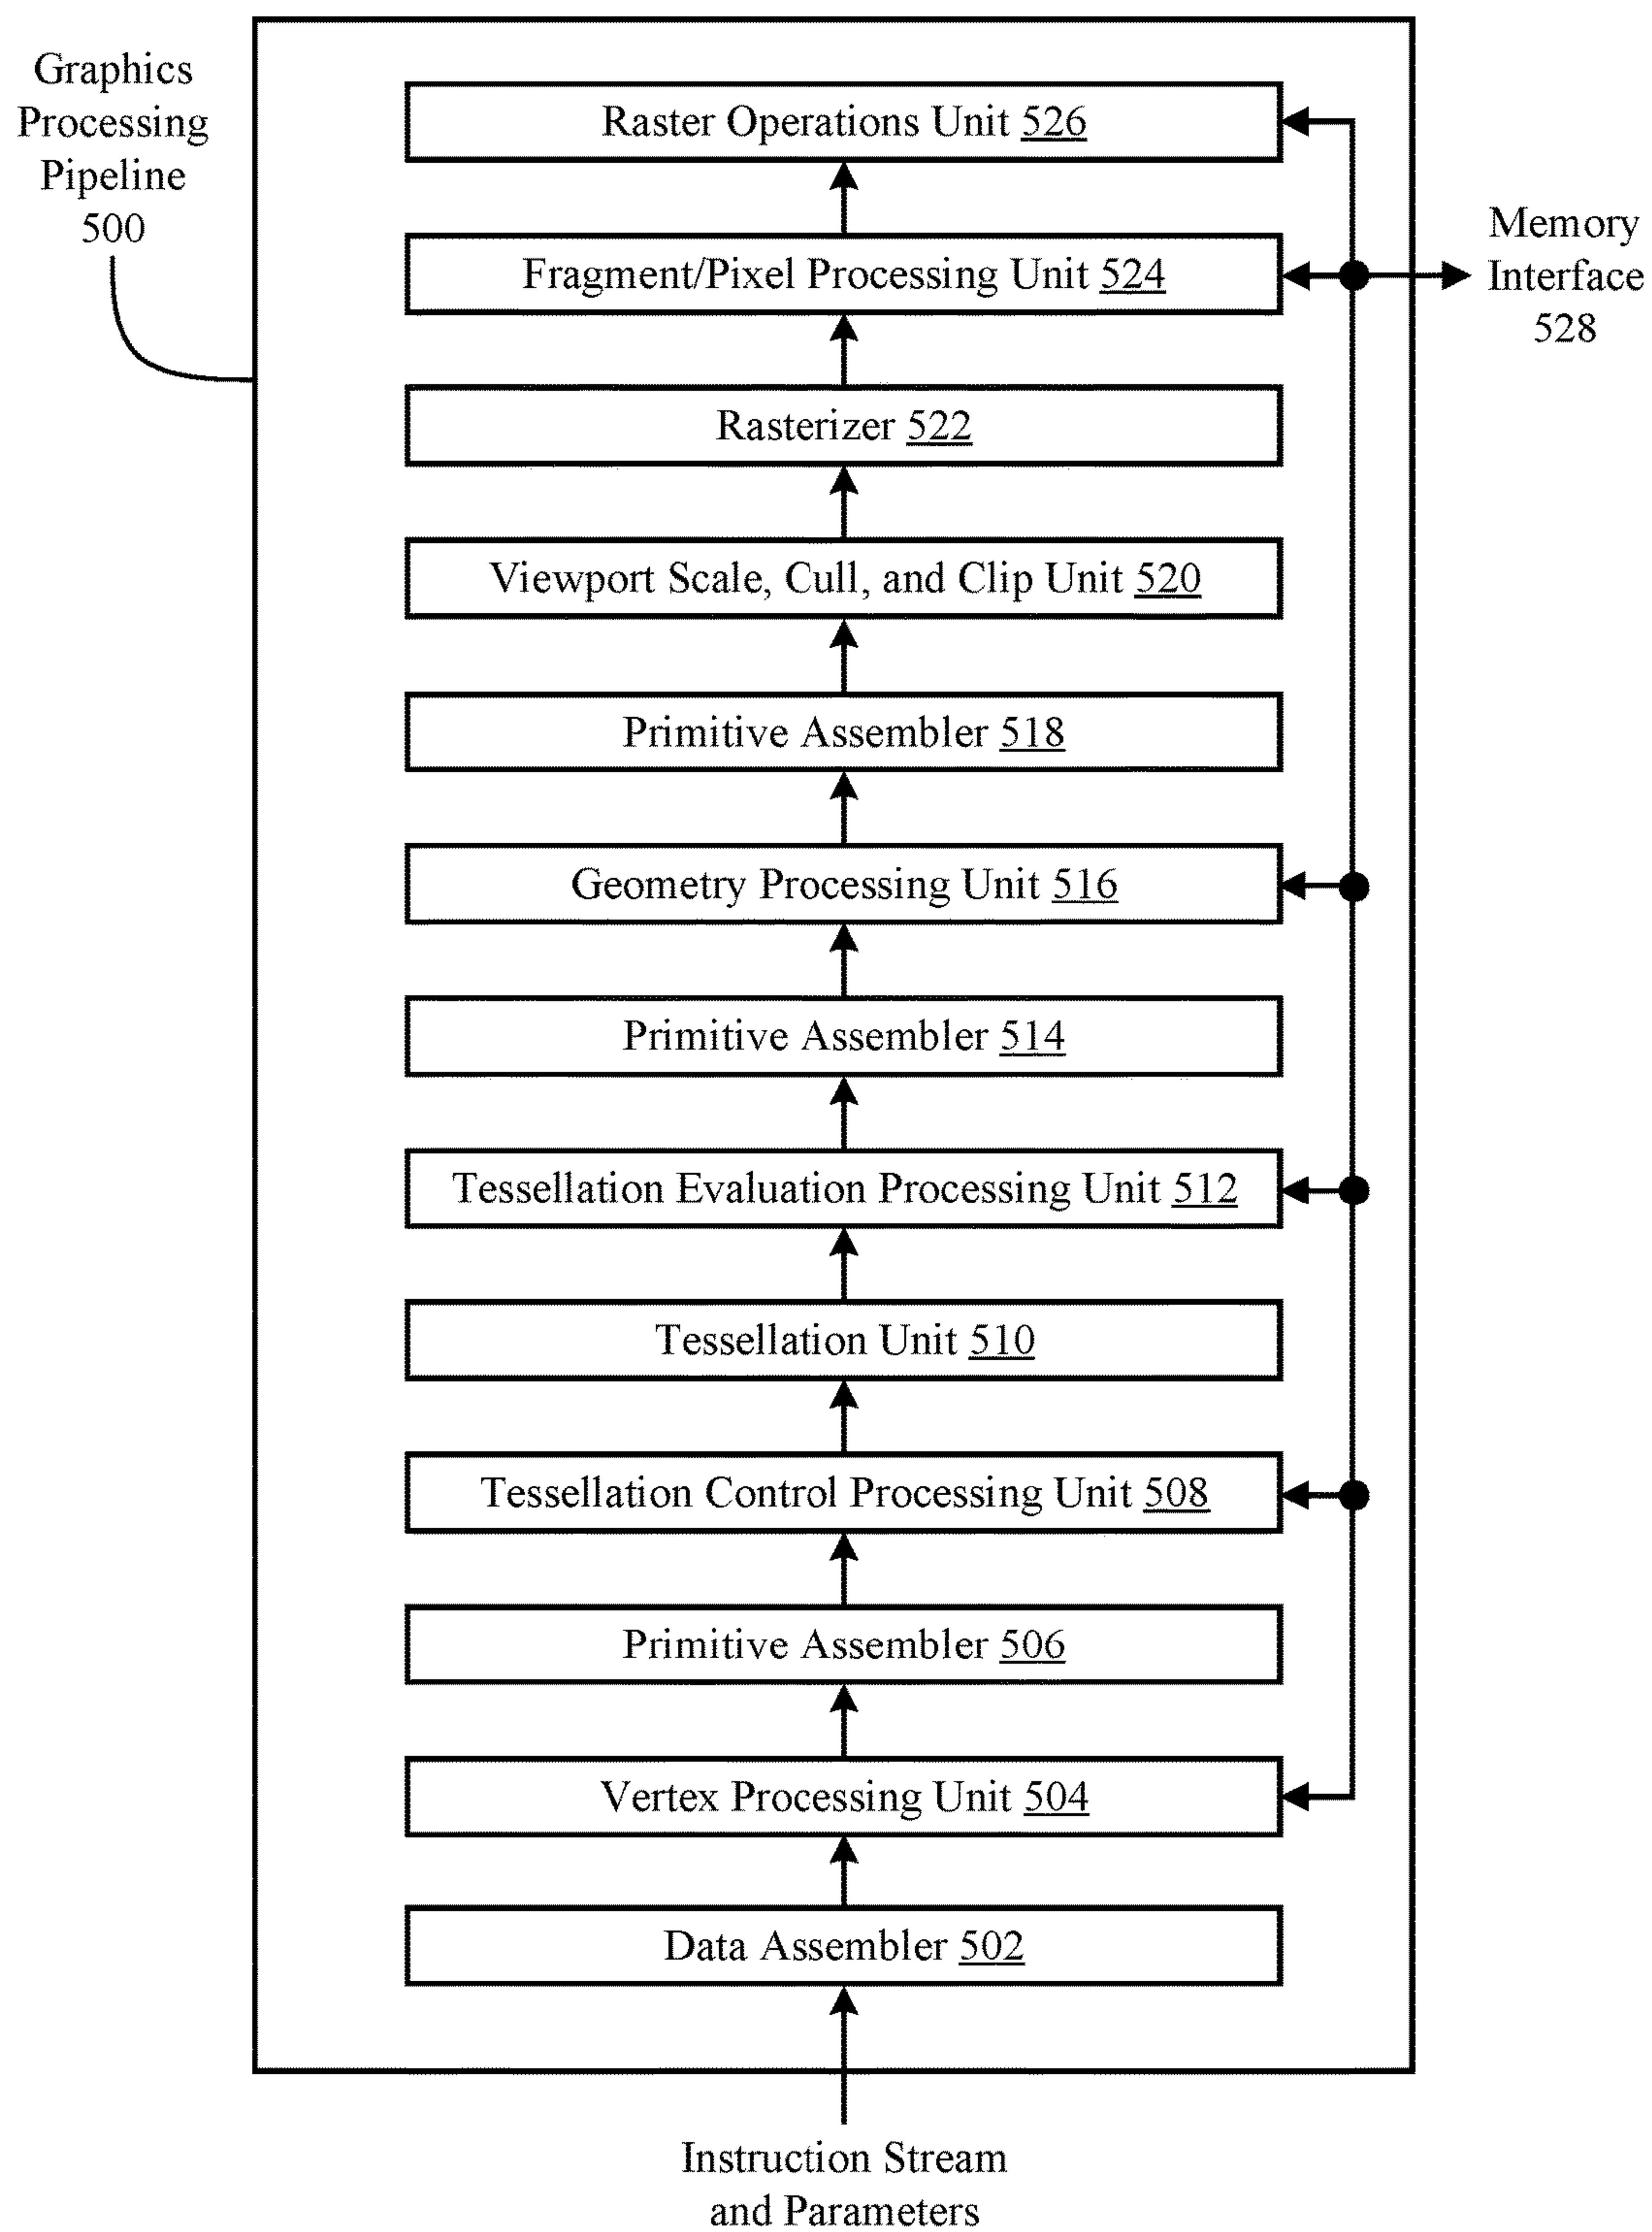 Graphics
Processing
Pipeline
500
Raster Operations Unit 526
Fragment/Pixel Processing Unit 524
Memory
Interface
528
Rasterizer 522
Viewport Scale, Cull, and Clip Unit 520
Primitive Assembler 518
Geometry Processing Unit 516
Primitive Assembler 514
Tessellation Evaluation Processing Unit 512
Tessellation Unit 510
Tessellation Control Processing Unit 508
Primitive Assembler 506
Vertex Processing Unit 504
Data Assembler 502
Instruction Stream
and Parameters